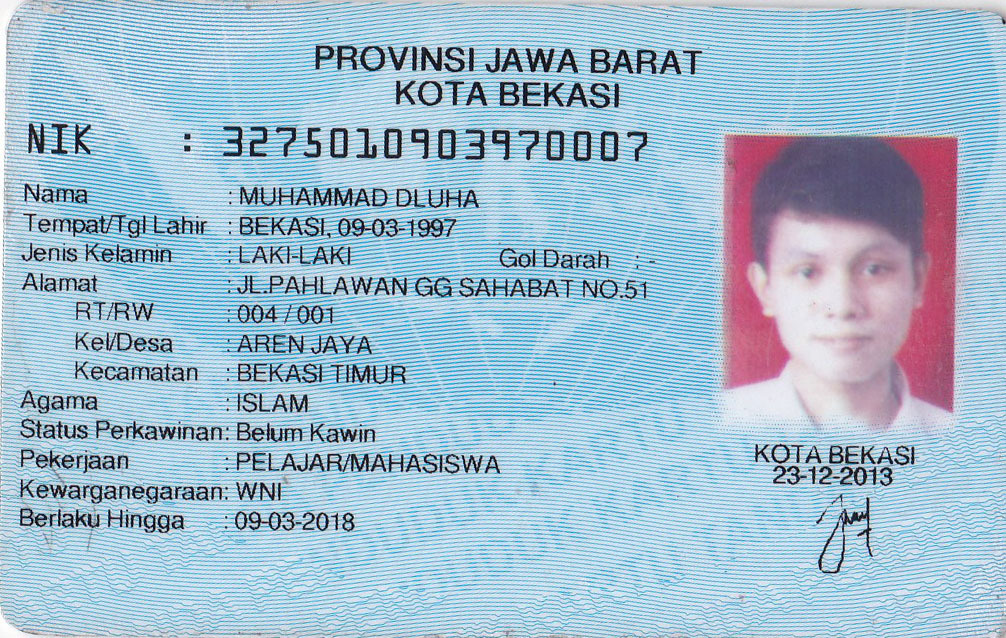 PROVINSI JAWA BARAT
KOTA BEKASI
NIK : 3275010903970007
Nama : MUHAMMAD DLUHA
Tempat/Tgl Lahir : BEKASI, 09-03-1997
Jenis Kelamin : LAKI-LAKI Gol Darah : -
Alamat : JL.PAHLAWAN GG SAHABAT NO.51
RT/RW : 004 / 001
Kel/Desa : AREN JAYA
Kecamatan : BEKASI TIMUR
Agama : ISLAM
Status Perkawinan: Belum Kawin
Pekerjaan : PELAJAR/MAHASISWA
Kewarganegaraan: WNI
Berlaku Hingga : 09-03-2018
KOTA BEKASI
23-12-2013